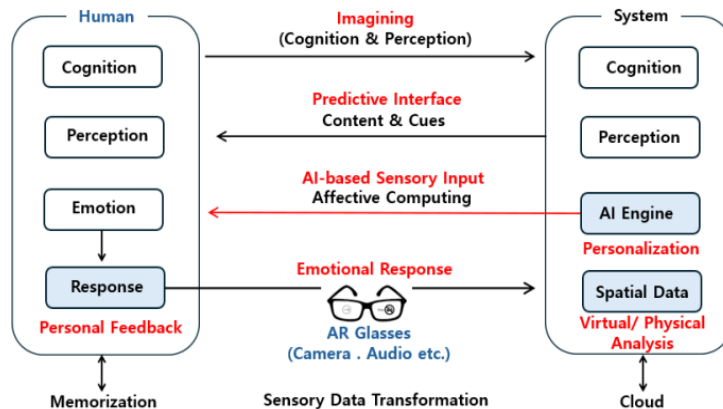 Human
Imagining
(Cognition & Perception)
System
Cognition
Cognition
Predictive Interface
Content & Cues
Perception
Perception
AI-based Sensory Input
Affective Computing
Emotion
AI Engine
Personalization
Response
Emotional Response
Spatial Data
Personal Feedback
AR Glasses
(Camera . Audio etc.)
Virtual/ Physical
Analysis
Memorization
Sensory Data Transformation
Cloud